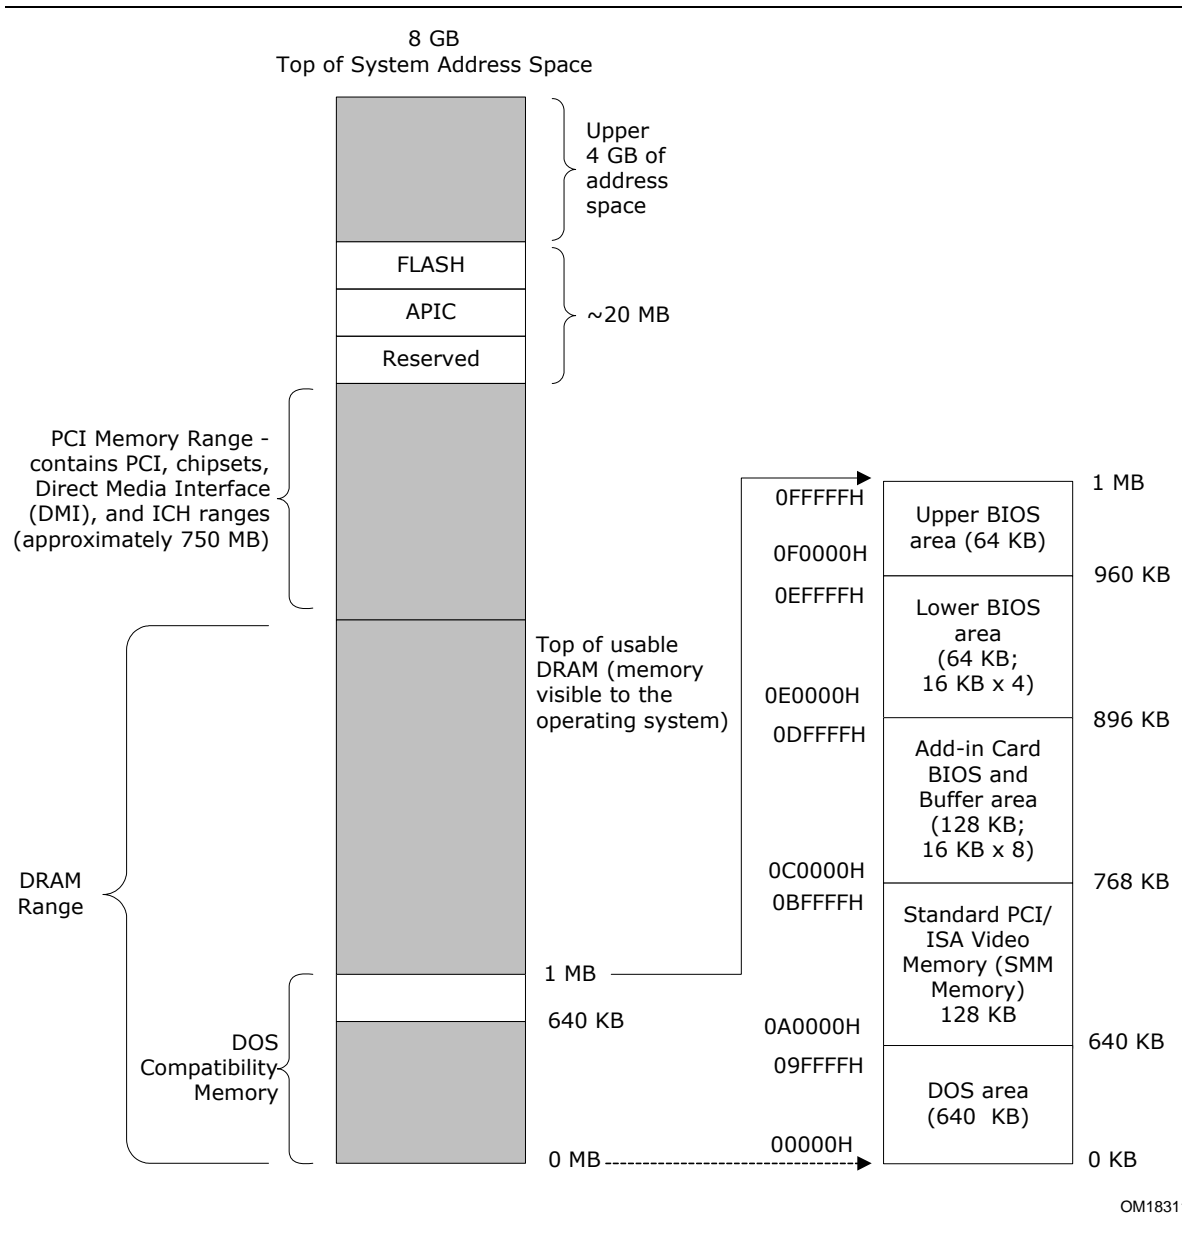 8 GB
Top of System Address Space
Upper
4 GB of
address
space
FLASH
APIC
Reserved
~20 MB
PCI Memory Range -
contains PCI, chipsets,
Direct Media Interface
(DMI), and ICH ranges
(approximately 750 MB)
Top of usable
DRAM (memory
visible to the
operating system)
DRAM
Range
1 MB
640 KB
DOS
Compatibility
Memory
0 MB
0FFFFFH
0F0000H
0EFFFFH
0E0000H
0DFFFFH
0C0000H
0BFFFFH
0A0000H
09FFFFH
00000H
Upper BIOS
area (64 KB)
Lower BIOS
area
(64 KB;
16 KB x 4)
Add-in Card
BIOS and
Buffer area
(128 KB;
16 KB x 8)
Standard PCI/
ISA Video
Memory (SMM
Memory)
128 KB
DOS area
(640 KB)
1 MB
960 KB
896 KB
768 KB
640 KB
0 KB
OM18311